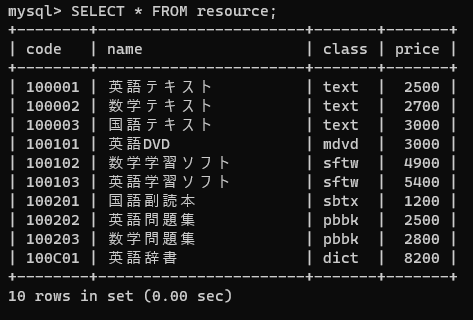 mysql> SELECT * FROM resource;
+--------+-----------------------+-------+-------+
| code   | name                  | class | price |
+--------+-----------------------+-------+-------+
| 100001 | 英語テキスト | text  |  2500 |
| 100002 | 数学テキスト | text  |  2700 |
| 100003 | 国語テキスト | text  |  3000 |
| 100101 | 英語DVD | mdvd  |  3000 |
| 100102 | 数学学習ソフト | sftw  |  4900 |
| 100103 | 英語学習ソフト | sftw  |  5400 |
| 100201 | 国語副読本 | sbtx  |  1200 |
| 100202 | 英語問題集 | pbbk  |  2500 |
| 100203 | 数学問題集 | pbbk  |  2800 |
| 100C01 | 英語辞書 | dict  |  8200 |
+--------+-----------------------+-------+-------+
10 rows in set (0.00 sec)